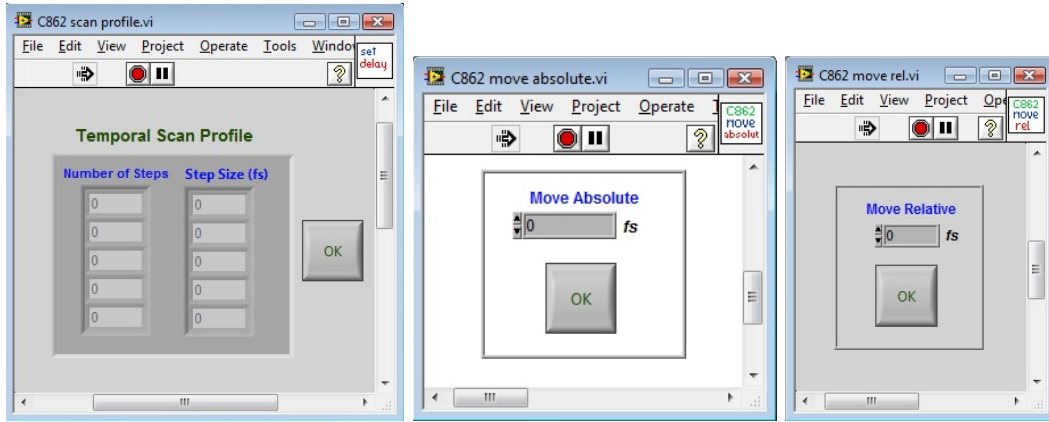 C862 scan profile.vi
File Edit View Project Operate Tools Windo
set
delay
Temporal Scan Profile
Number of Steps Step Size (fs)
0 0
0 0
0 0
0 0
0 0
OK
C862 move absolute.vi
File Edit View Project Operate
C862
MOVE
absolut
Move Absolute
0 fs
OK
C862 move rel.vi
File Edit View Project Ope
C862
MOVE
rel
Move Relative
0 fs
OK